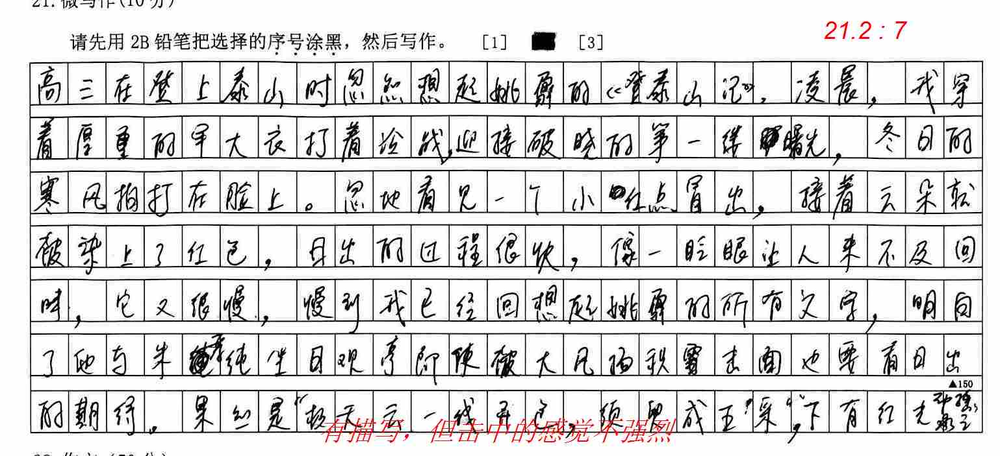 21.微写作(10分)
请先用 2B 铅笔把选择的序号涂黑，然后写作。 [1] [3]
21.2 : 7
高三在登上泰山时忽然想起姚鼐的《登泰山记》，凌晨，我穿
着厚重的军大衣打着冷战，迎接破晓的第一缕曙光，冬日的
寒风拍打在脸上。忽地看见一个小红点冒出，接着云朵
被染上了红色，日出的过程很快，像一眨眼让人来不及回
味，它又很慢，慢到我已经回想起姚鼐的所有文字，明白
了他与朱孝纯坐日观亭即使被大风扬积雪击面也要看日出
▲150
的期待。果然是“极天云一线异色，须臾成五采”，下有红光
有描写，但击中的感觉不强烈